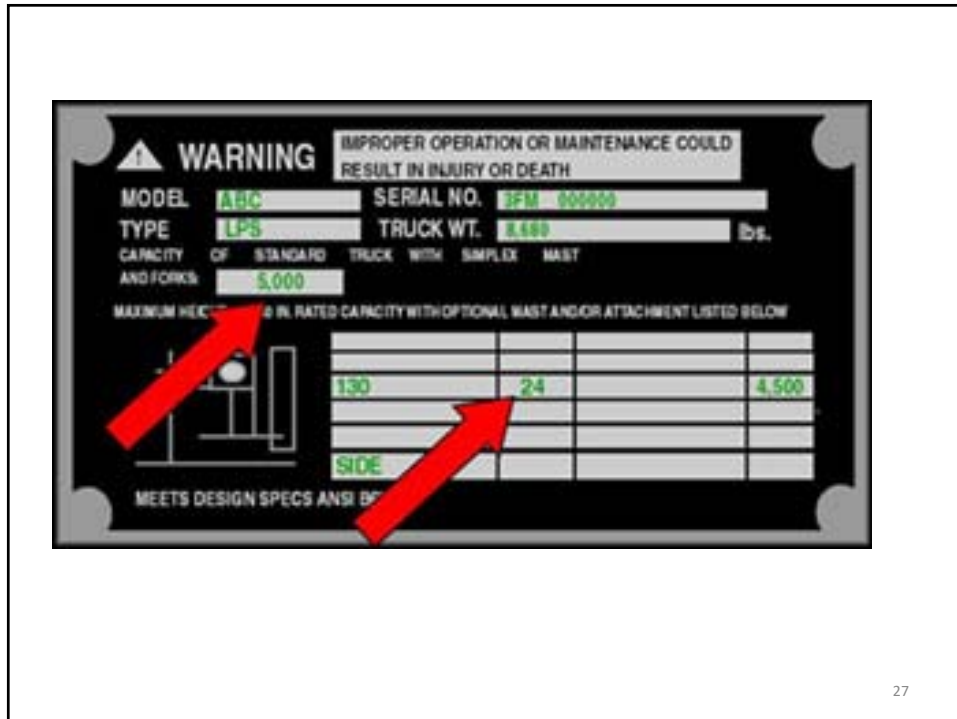 WARNING
IMPROPER OPERATION OR MAINTENANCE COULD
RESULT IN INJURY OR DEATH
MODEL ABC SERIAL NO. 3FM 000000
TYPE LPS TRUCK WT. 8,680 lbs.
CAPACITY OF STANDARD TRUCK WITH SIMPLEX MAST
AND FORKS: 5,000
MAXIMUM IN. RATED CAPACITY WITH OPTIONAL MAST AND/OR ATTACHMENT LISTED BELOW
130 24 4,500
SIDE
MEETS DESIGN SPECS ANSI
27